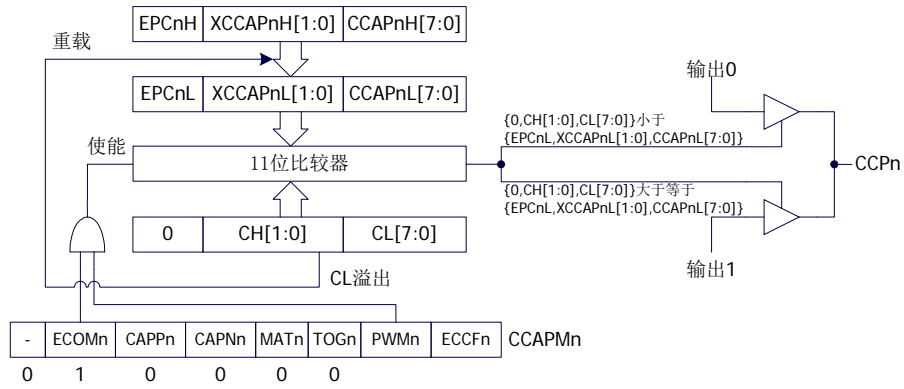 EPCnH XCCAPnH[1:0] CCAPnH[7:0]
重载
EPCnL XCCAPnL[1:0] CCAPnL[7:0]
输出0
{0,CH[1:0],CL[7:0]}小于
{EPCnL,XCCAPnL[1:0],CCAPnL[7:0]}
使能
11位比较器
CCPn
{0,CH[1:0],CL[7:0]}大于等于
{EPCnL,XCCAPnL[1:0],CCAPnL[7:0]}
0 CH[1:0] CL[7:0]
输出1
CL溢出
- ECOMn CAPPn CAPNn MATn TOGn PWMn ECCFn CCAPMn
0 1 0 0 0 0